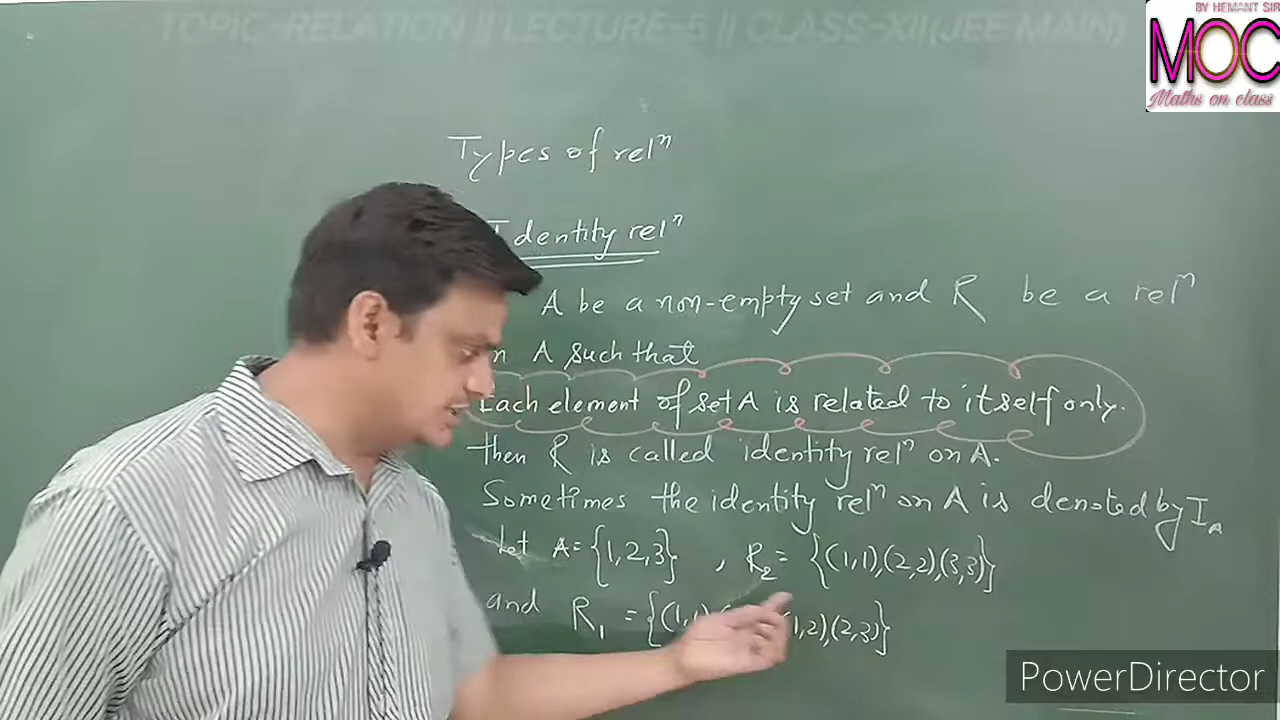 BY HEMANT SIR
TOPIC-RELATION || LECTURE-5 || CLASS-XII(JEE MAIN)
MOC
Maths on class
Types of relⁿ
Identity relⁿ
A be a non-empty set and R be a relⁿ
n A such that
Each element of set A is related to itself only.
then R is called identity relⁿ on A.
Sometimes the identity relⁿ on A is denoted by I_A
Let A = {1,2,3} , R₂ = {(1,1),(2,2),(3,3)}
and R₁ = {(1,1) (1,2),(2,3)}
PowerDirector